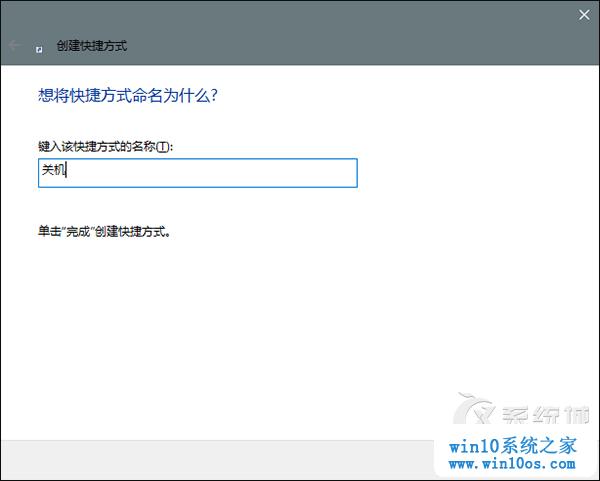 创建快捷方式
想将快捷方式命名为什么?
键入该快捷方式的名称(T):
关机
单击"完成"创建快捷方式。
系统城
win10系统之家
www.win10os.com